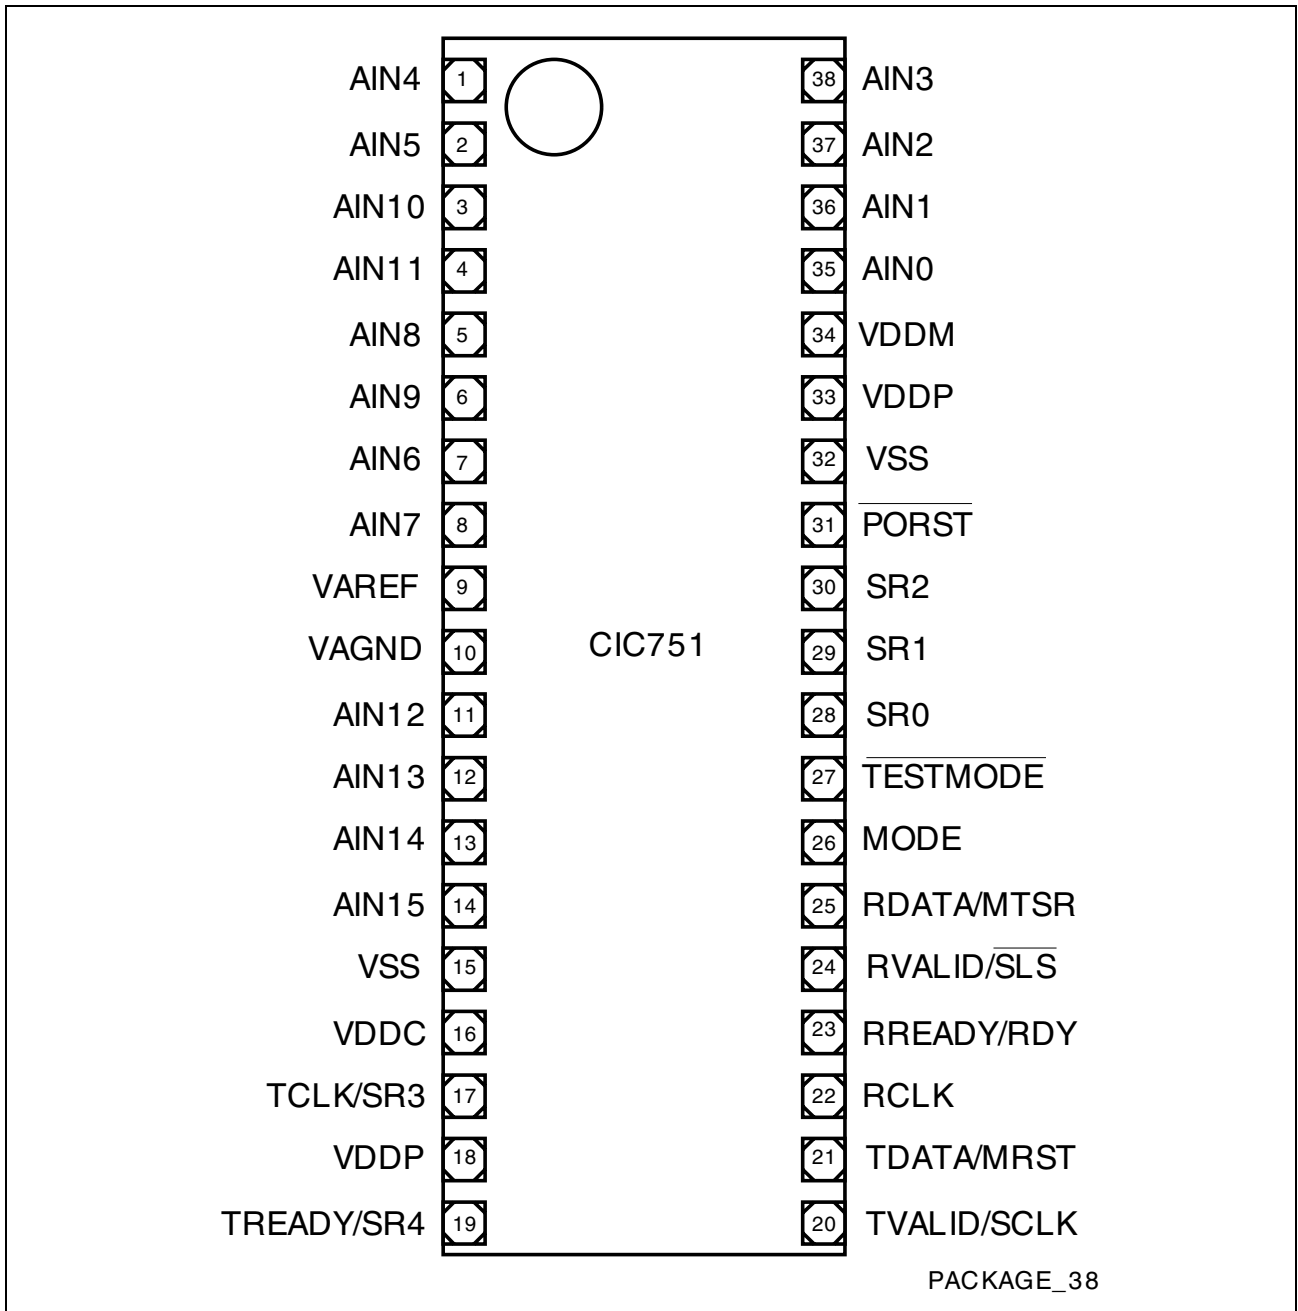 AIN4 1 38 AIN3
AIN5 2 37 AIN2
AIN10 3 36 AIN1
AIN11 4 35 AIN0
AIN8 5 34 VDDM
AIN9 6 33 VDDP
AIN6 7 32 VSS
AIN7 8 31 PORST
VAREF 9 30 SR2
VAGND 10 CIC751 29 SR1
AIN12 11 28 SR0
AIN13 12 27 TESTMODE
AIN14 13 26 MODE
AIN15 14 25 RDATA/MTSR
VSS 15 24 RVALID/SLS
VDDC 16 23 RREADY/RDY
TCLK/SR3 17 22 RCLK
VDDP 18 21 TDATA/MRST
TREADY/SR4 19 20 TVALID/SCLK
PACKAGE_38